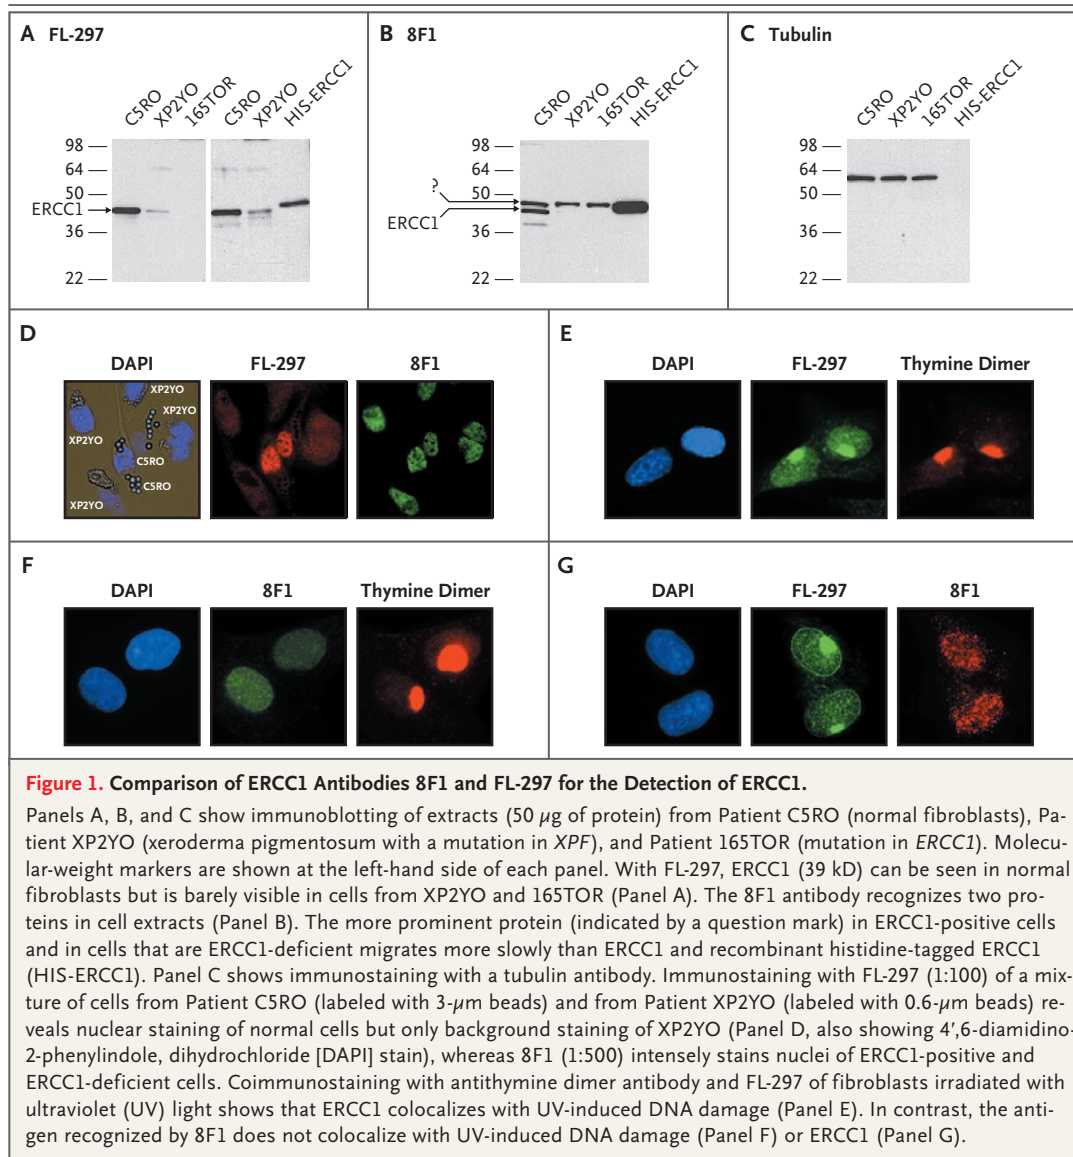 A FL-297
C5RO
XP2YO
165TOR
C5RO
XP2YO
HIS-ERCC1
98
64
50
ERCC1
36
22
B 8F1
C5RO
XP2YO
165TOR
HIS-ERCC1
98
64
?
50
ERCC1
36
22
C Tubulin
C5RO
XP2YO
165TOR
HIS-ERCC1
98
64
50
36
22
D
DAPI FL-297 8F1
XP2YO
XP2YO
XP2YO
C5RO
C5RO
XP2YO
E
DAPI FL-297 Thymine Dimer
F
DAPI 8F1 Thymine Dimer
G
DAPI FL-297 8F1
Figure 1. Comparison of ERCC1 Antibodies 8F1 and FL-297 for the Detection of ERCC1.
Panels A, B, and C show immunoblotting of extracts (50 μg of protein) from Patient C5RO (normal fibroblasts), Pa-
tient XP2YO (xeroderma pigmentosum with a mutation in XPF), and Patient 165TOR (mutation in ERCC1). Molecu-
lar-weight markers are shown at the left-hand side of each panel. With FL-297, ERCC1 (39 kD) can be seen in normal
fibroblasts but is barely visible in cells from XP2YO and 165TOR (Panel A). The 8F1 antibody recognizes two pro-
teins in cell extracts (Panel B). The more prominent protein (indicated by a question mark) in ERCC1-positive cells
and in cells that are ERCC1-deficient migrates more slowly than ERCC1 and recombinant histidine-tagged ERCC1
(HIS-ERCC1). Panel C shows immunostaining with a tubulin antibody. Immunostaining with FL-297 (1:100) of a mix-
ture of cells from Patient C5RO (labeled with 3-μm beads) and from Patient XP2YO (labeled with 0.6-μm beads) re-
veals nuclear staining of normal cells but only background staining of XP2YO (Panel D, also showing 4′,6-diamidino-
2-phenylindole, dihydrochloride [DAPI] stain), whereas 8F1 (1:500) intensely stains nuclei of ERCC1-positive and
ERCC1-deficient cells. Coimmunostaining with antithymine dimer antibody and FL-297 of fibroblasts irradiated with
ultraviolet (UV) light shows that ERCC1 colocalizes with UV-induced DNA damage (Panel E). In contrast, the anti-
gen recognized by 8F1 does not colocalize with UV-induced DNA damage (Panel F) or ERCC1 (Panel G).